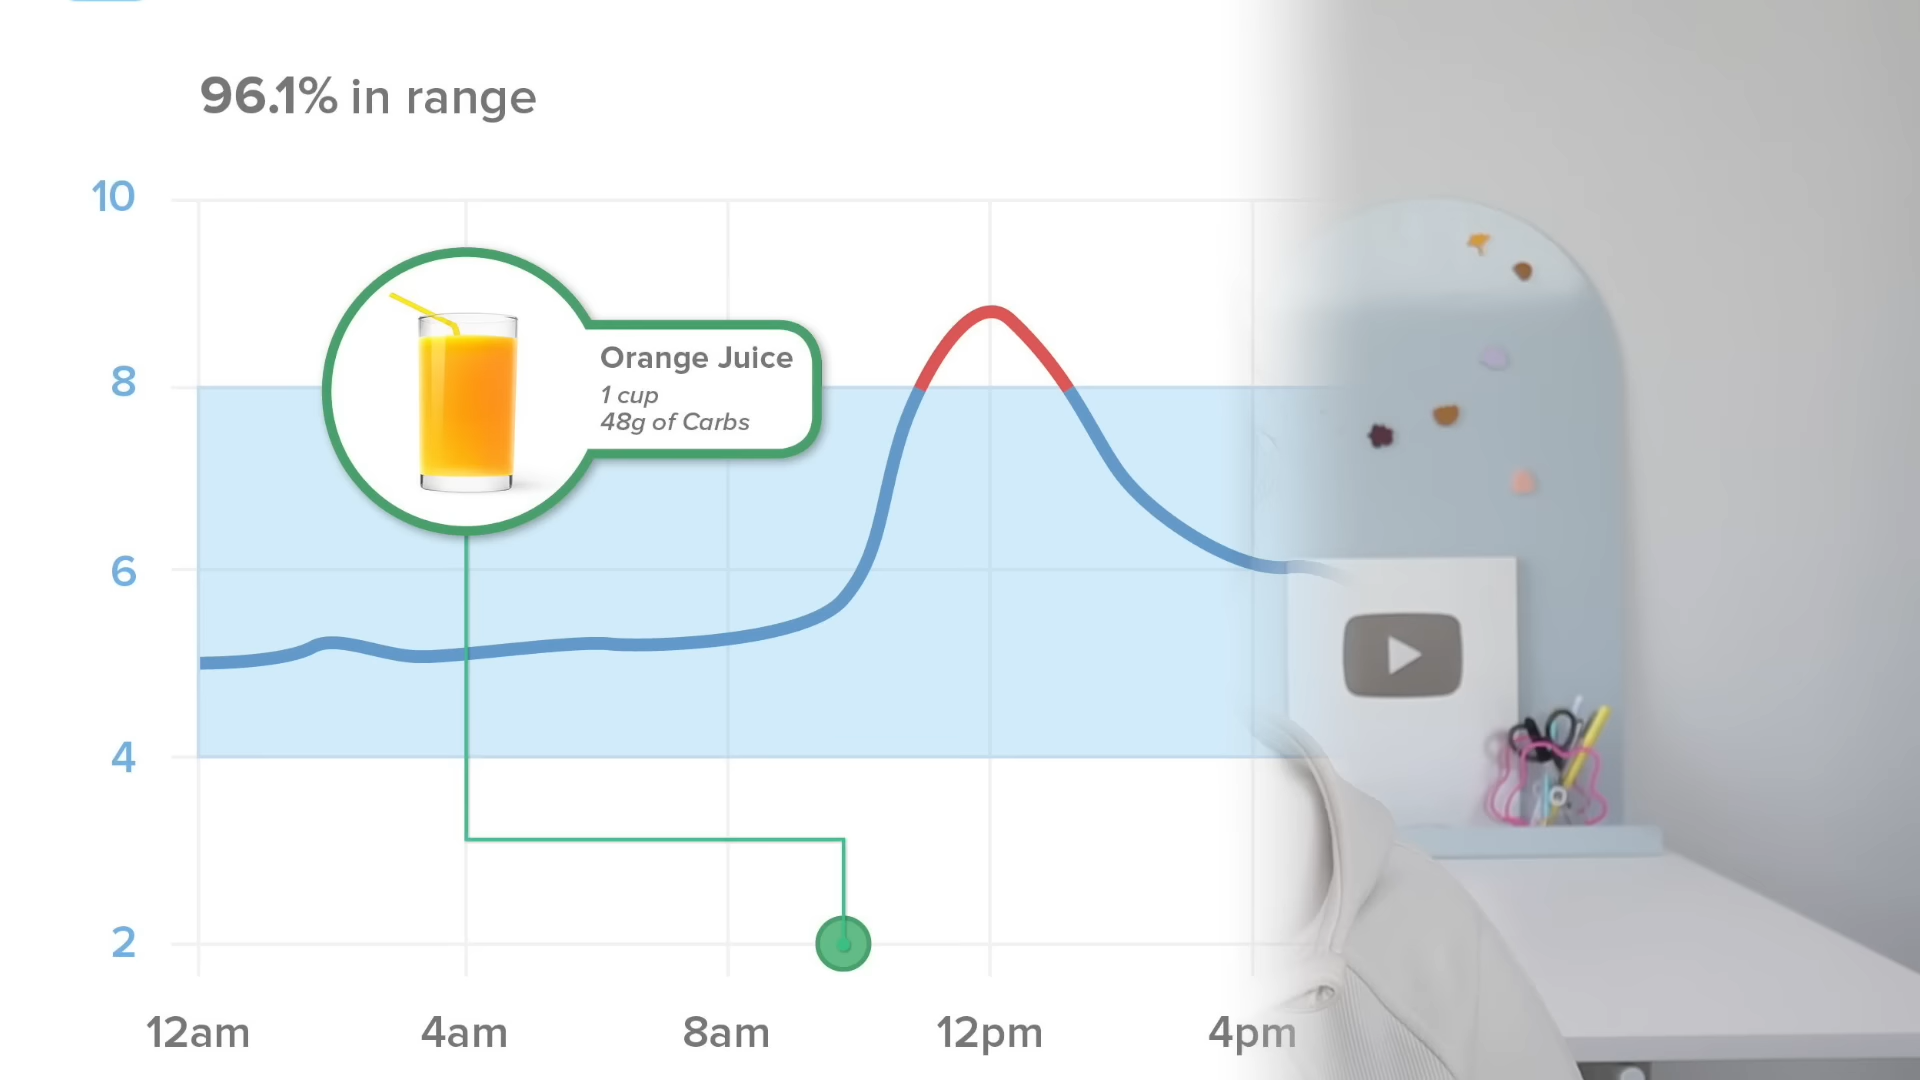 96.1% in range
10
8
6
4
2
Orange Juice
1 cup
48g of Carbs
12am
4am
8am
12pm
4pm